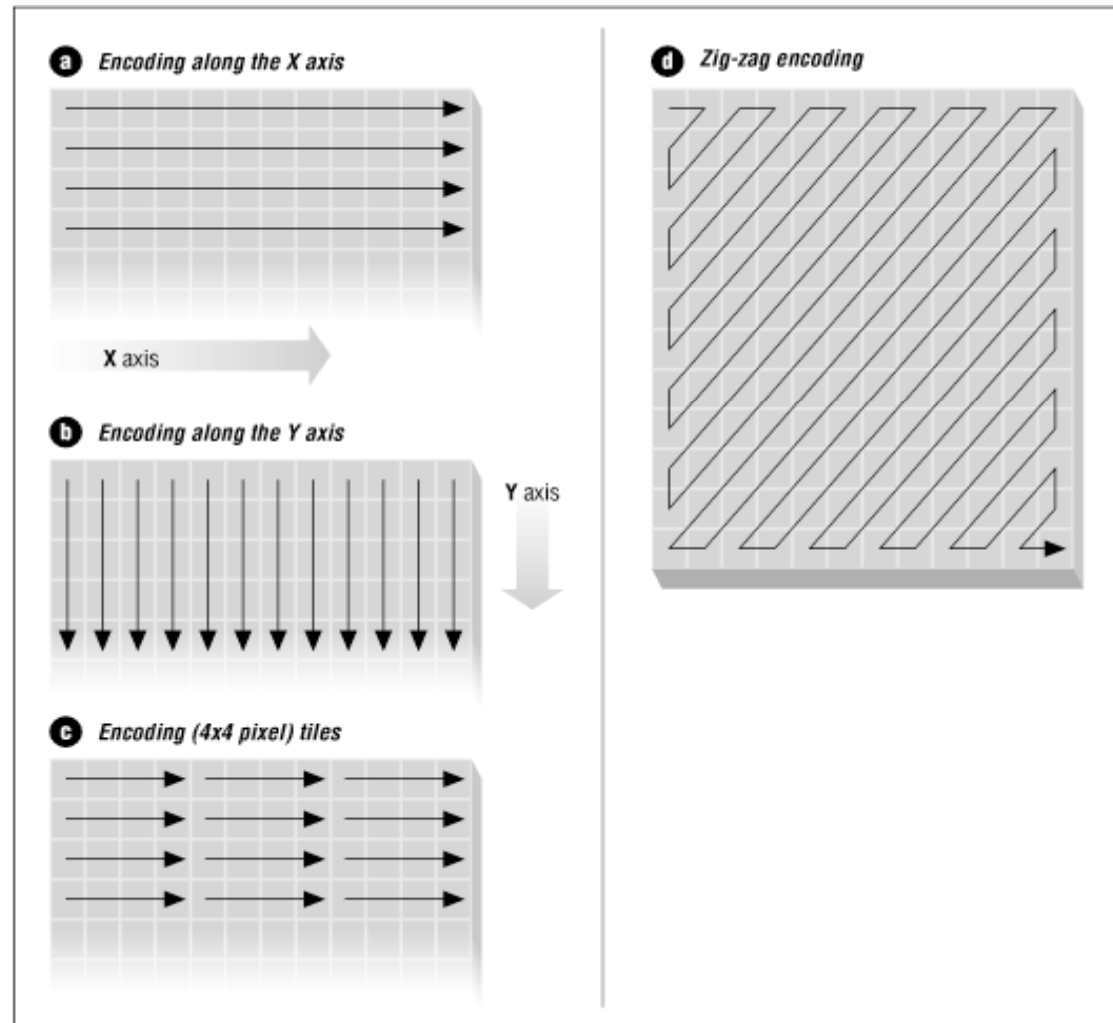 a Encoding along the X axis
X axis
b Encoding along the Y axis
Y axis
c Encoding (4x4 pixel) tiles
d Zig-zag encoding